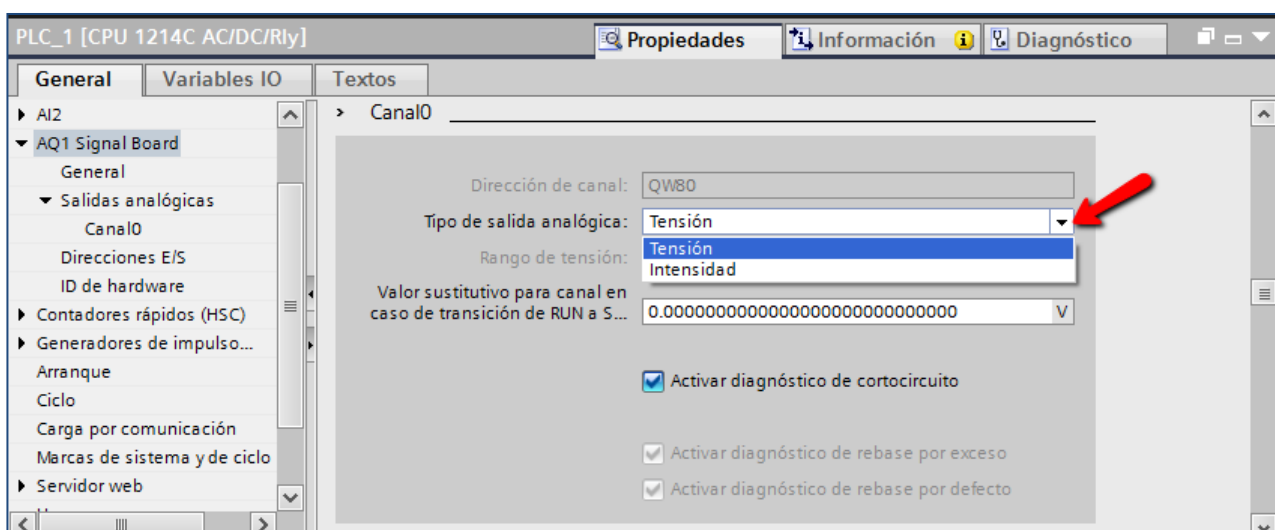 PLC_1 [CPU 1214C AC/DC/Rly]
Propiedades
Información
Diagnóstico
General
Variables IO
Textos
AI2
AQ1 Signal Board
General
Salidas analógicas
Canal0
Direcciones E/S
ID de hardware
Contadores rápidos (HSC)
Generadores de impulso...
Arranque
Ciclo
Carga por comunicación
Marcas de sistema y de ciclo
Servidor web
Canal0
Dirección de canal: QW80
Tipo de salida analógica: Tensión
Tensión
Rango de tensión:
Intensidad
Valor sustitutivo para canal en
caso de transición de RUN a S... 0.0000000000000000000000000000 V
Activar diagnóstico de cortocircuito
Activar diagnóstico de rebase por exceso
Activar diagnóstico de rebase por defecto